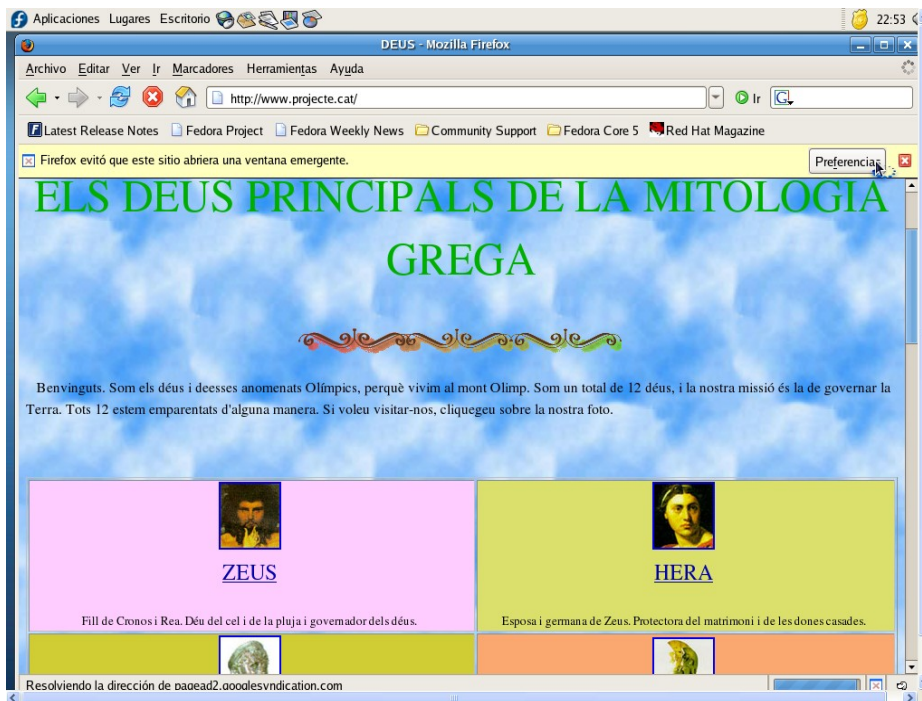 Aplicaciones Lugares Escritorio 22:53
DEUS - Mozilla Firefox
Archivo Editar Ver Ir Marcadores Herramientas Ayuda
http://www.projecte.cat/ Ir G
Latest Release Notes Fedora Project Fedora Weekly News Community Support Fedora Core 5 Red Hat Magazine
Firefox evitó que este sitio abriera una ventana emergente. Preferencias
ELS DEUS PRINCIPALS DE LA MITOLOGIA
GREGA
Benvinguts. Som els déus i deesses anomenats Olímpics, perquè vivim al mont Olimp. Som un total de 12 déus, i la nostra missió és la de governar la
Terra. Tots 12 estem emparentats d'alguna manera. Si voleu visitar-nos, cliquegeu sobre la nostra foto.
ZEUS
Fill de Cronos i Rea. Déu del cel i de la pluja i governador dels déus.
HERA
Esposa i germana de Zeus. Protectora del matrimoni i de les dones casades.
Resolviendo la dirección de pagead2.googlesyndication.com